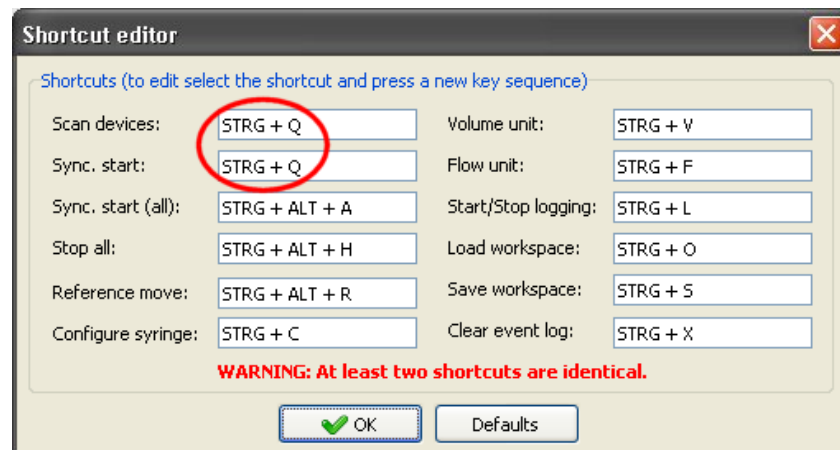 Shortcut editor
Shortcuts (to edit select the shortcut and press a new key sequence)
Scan devices: STRG + Q Volume unit: STRG + V
Sync. start: STRG + Q Flow unit: STRG + F
Sync. start (all): STRG + ALT + A Start/Stop logging: STRG + L
Stop all: STRG + ALT + H Load workspace: STRG + O
Reference move: STRG + ALT + R Save workspace: STRG + S
Configure syringe: STRG + C Clear event log: STRG + X
WARNING: At least two shortcuts are identical.
OK Defaults